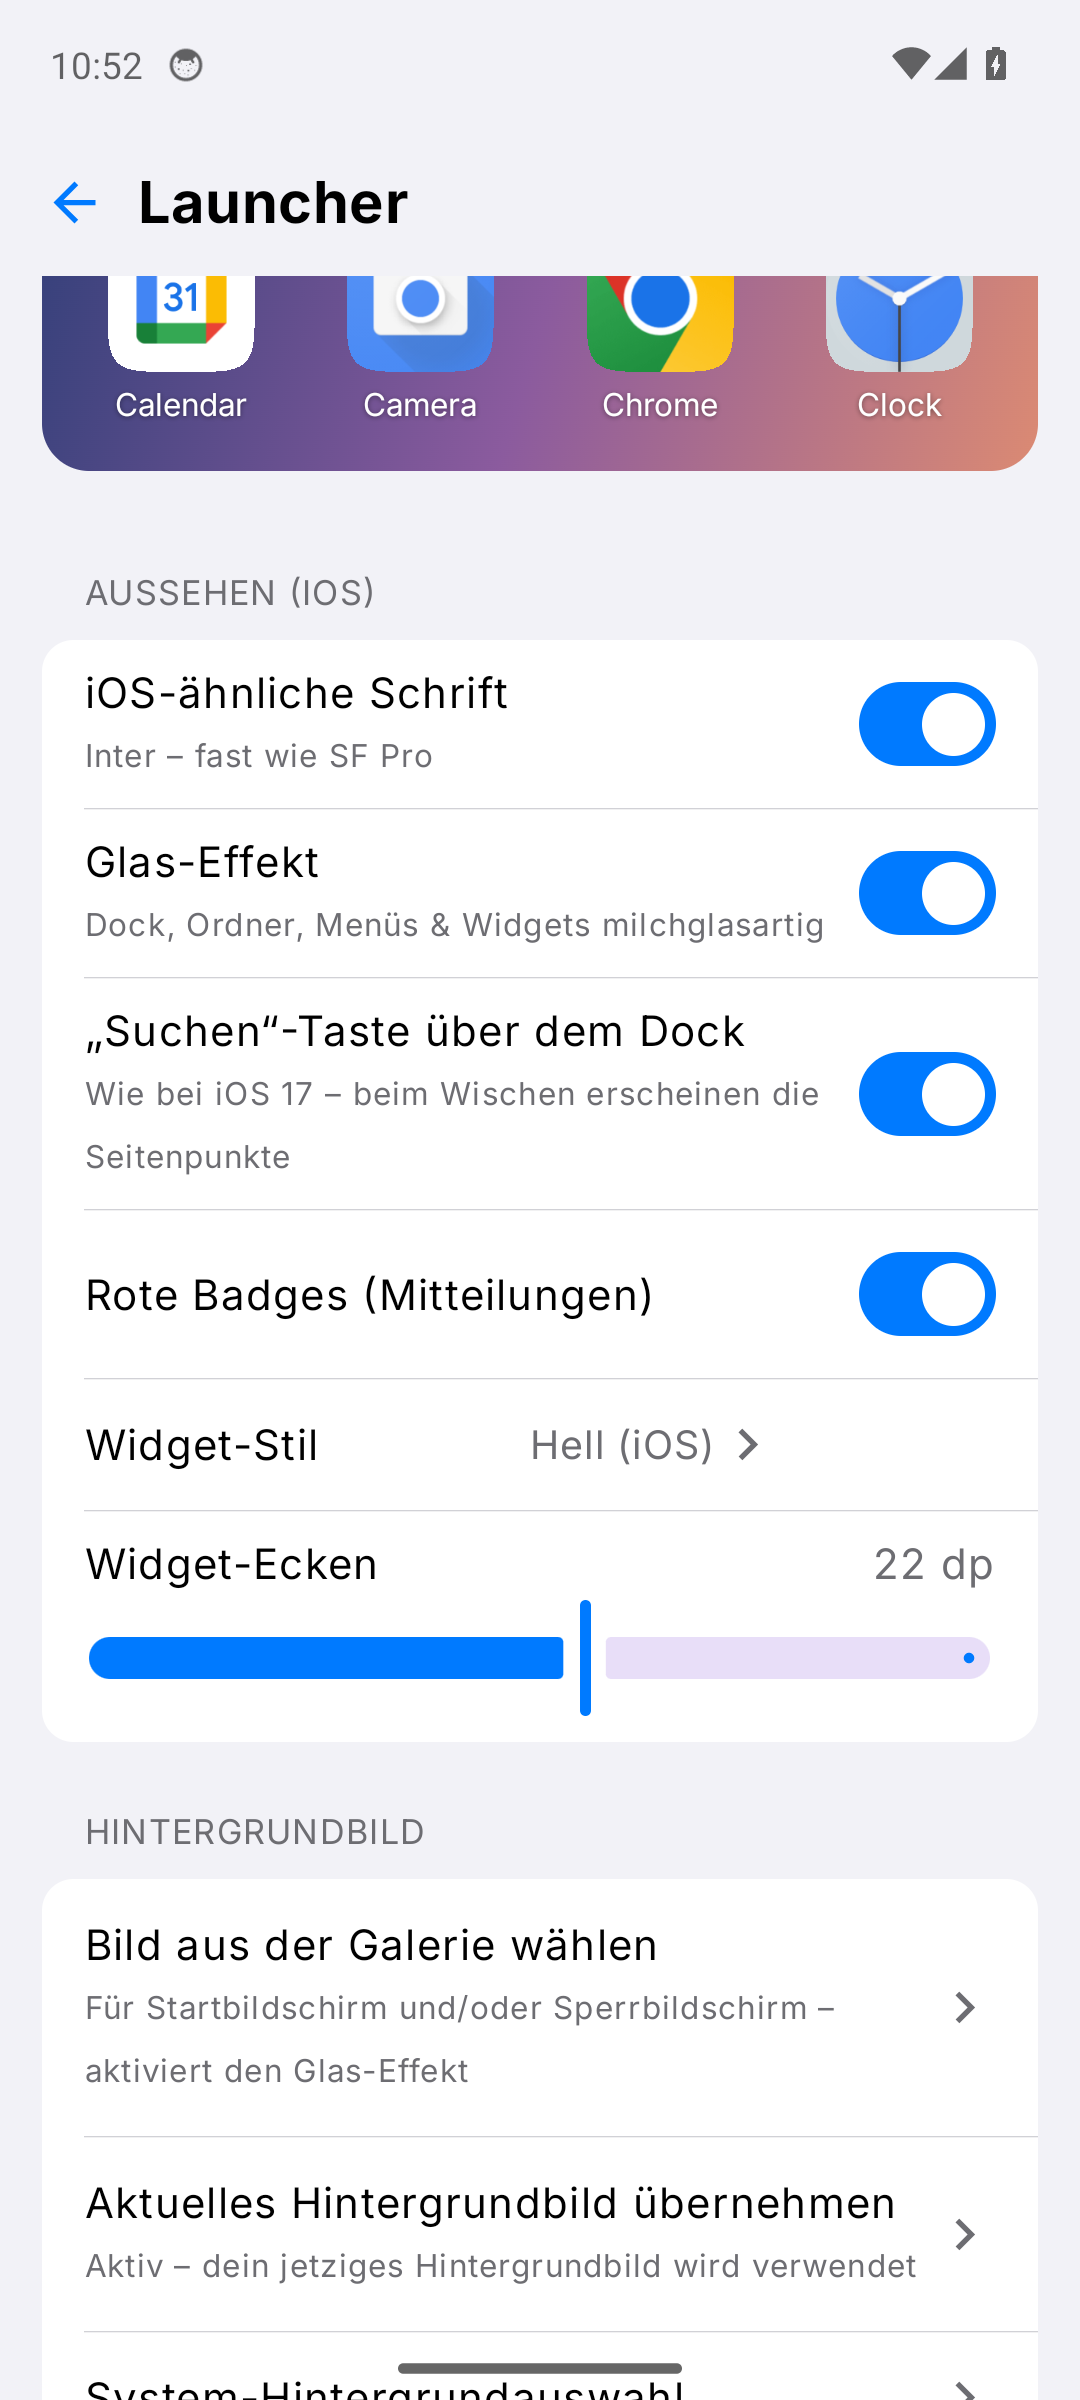 10:52
Launcher
31
Calendar
Camera
Chrome
Clock
AUSSEHEN (IOS)
iOS-ähnliche Schrift
Inter – fast wie SF Pro
Glas-Effekt
Dock, Ordner, Menüs & Widgets milchglasartig
„Suchen“-Taste über dem Dock
Wie bei iOS 17 – beim Wischen erscheinen die
Seitenpunkte
Rote Badges (Mitteilungen)
Widget-Stil
Hell (iOS)
Widget-Ecken
22 dp
HINTERGRUNDBILD
Bild aus der Galerie wählen
Für Startbildschirm und/oder Sperrbildschirm –
aktiviert den Glas-Effekt
Aktuelles Hintergrundbild übernehmen
Aktiv – dein jetziges Hintergrundbild wird verwendet
System-Hintergrundauswahl